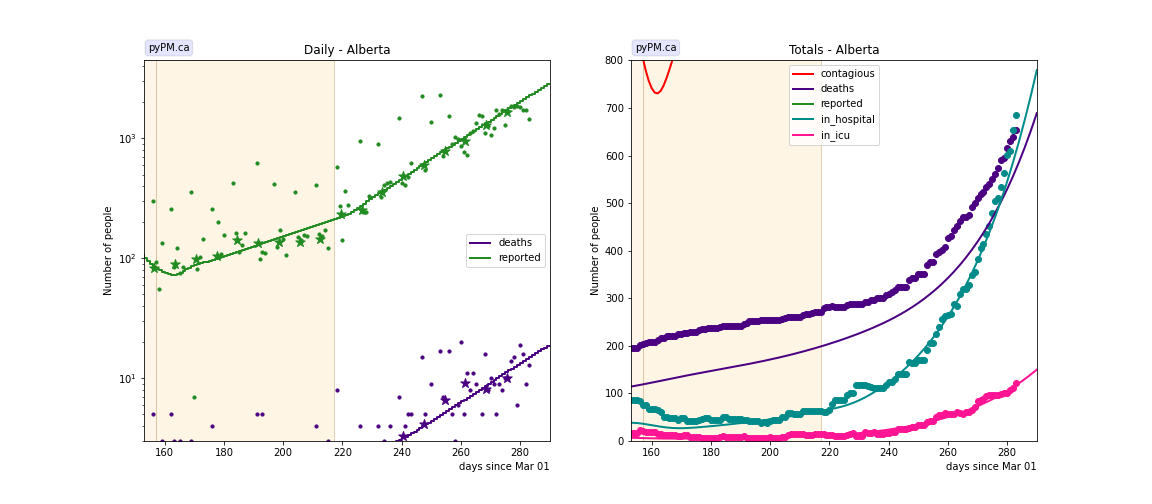 pyPM.ca
Daily - Alberta
Number of people
10³
10²
10¹
deaths
reported
160 180 200 220 240 260 280
days since Mar 01
pyPM.ca
Totals - Alberta
Number of people
800
700
600
500
400
300
200
100
0
contagious
deaths
reported
in_hospital
in_icu
160 180 200 220 240 260 280
days since Mar 01